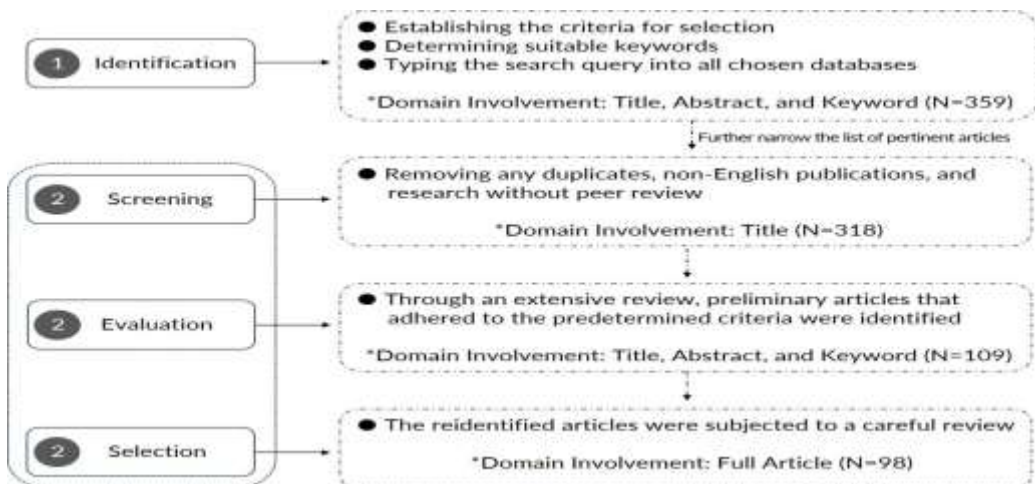 ● Establishing the criteria for selection
● Determining suitable keywords
● Typing the search query into all chosen databases
1 Identification
*Domain Involvement: Title, Abstract, and Keyword (N=359)
Further narrow the list of pertinent articles
● Removing any duplicates, non-English publications, and
research without peer review
2 Screening
*Domain Involvement: Title (N=318)
● Through an extensive review, preliminary articles that
adhered to the predetermined criteria were identified
2 Evaluation
*Domain Involvement: Title, Abstract, and Keyword (N=109)
● The reidentified articles were subjected to a careful review
2 Selection
*Domain Involvement: Full Article (N=98)